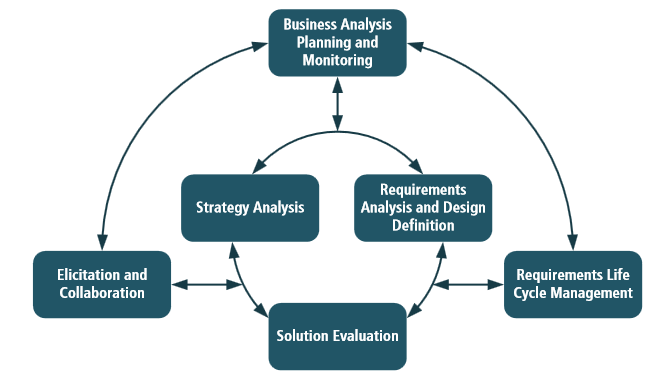 Business Analysis
Planning and
Monitoring
Strategy Analysis
Requirements
Analysis and Design
Definition
Elicitation and
Collaboration
Requirements Life
Cycle Management
Solution Evaluation